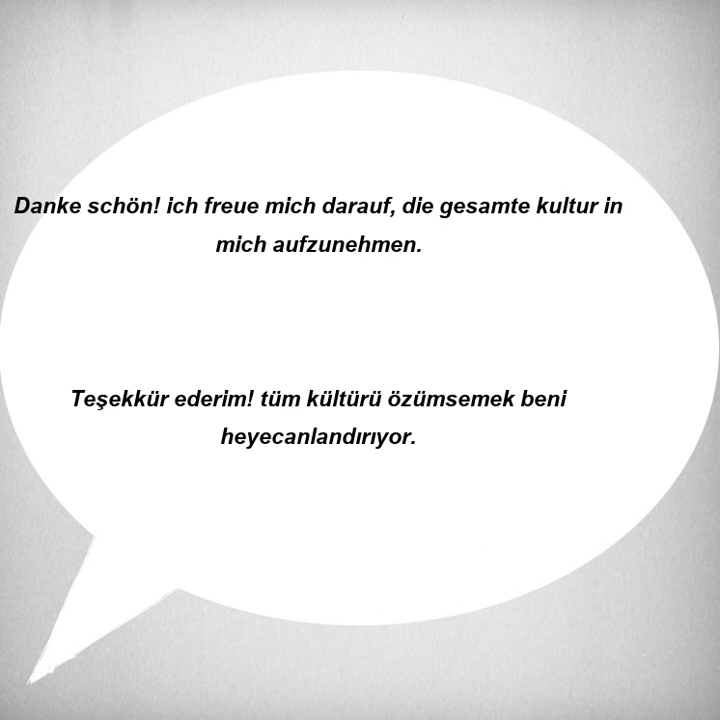 Danke schön! ich freue mich darauf, die gesamte kultur in
mich aufzunehmen.
Teşekkür ederim! tüm kültürü özümsemek beni
heyecanlandırıyor.